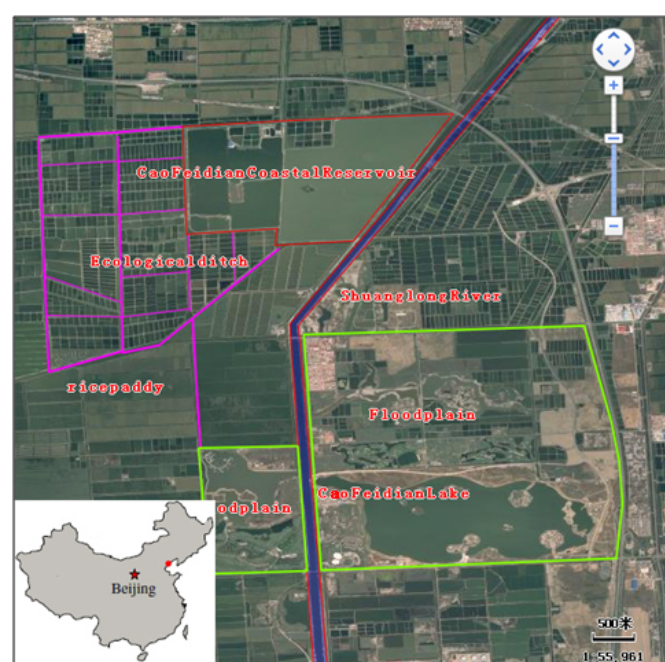 CaoFeidianCoastalReservoir
Ecologicalditch
ShuanglongRiver
ricepaddy
Floodplain
CaoFeidianLake
odplain
Beijing
500米
1:55,961